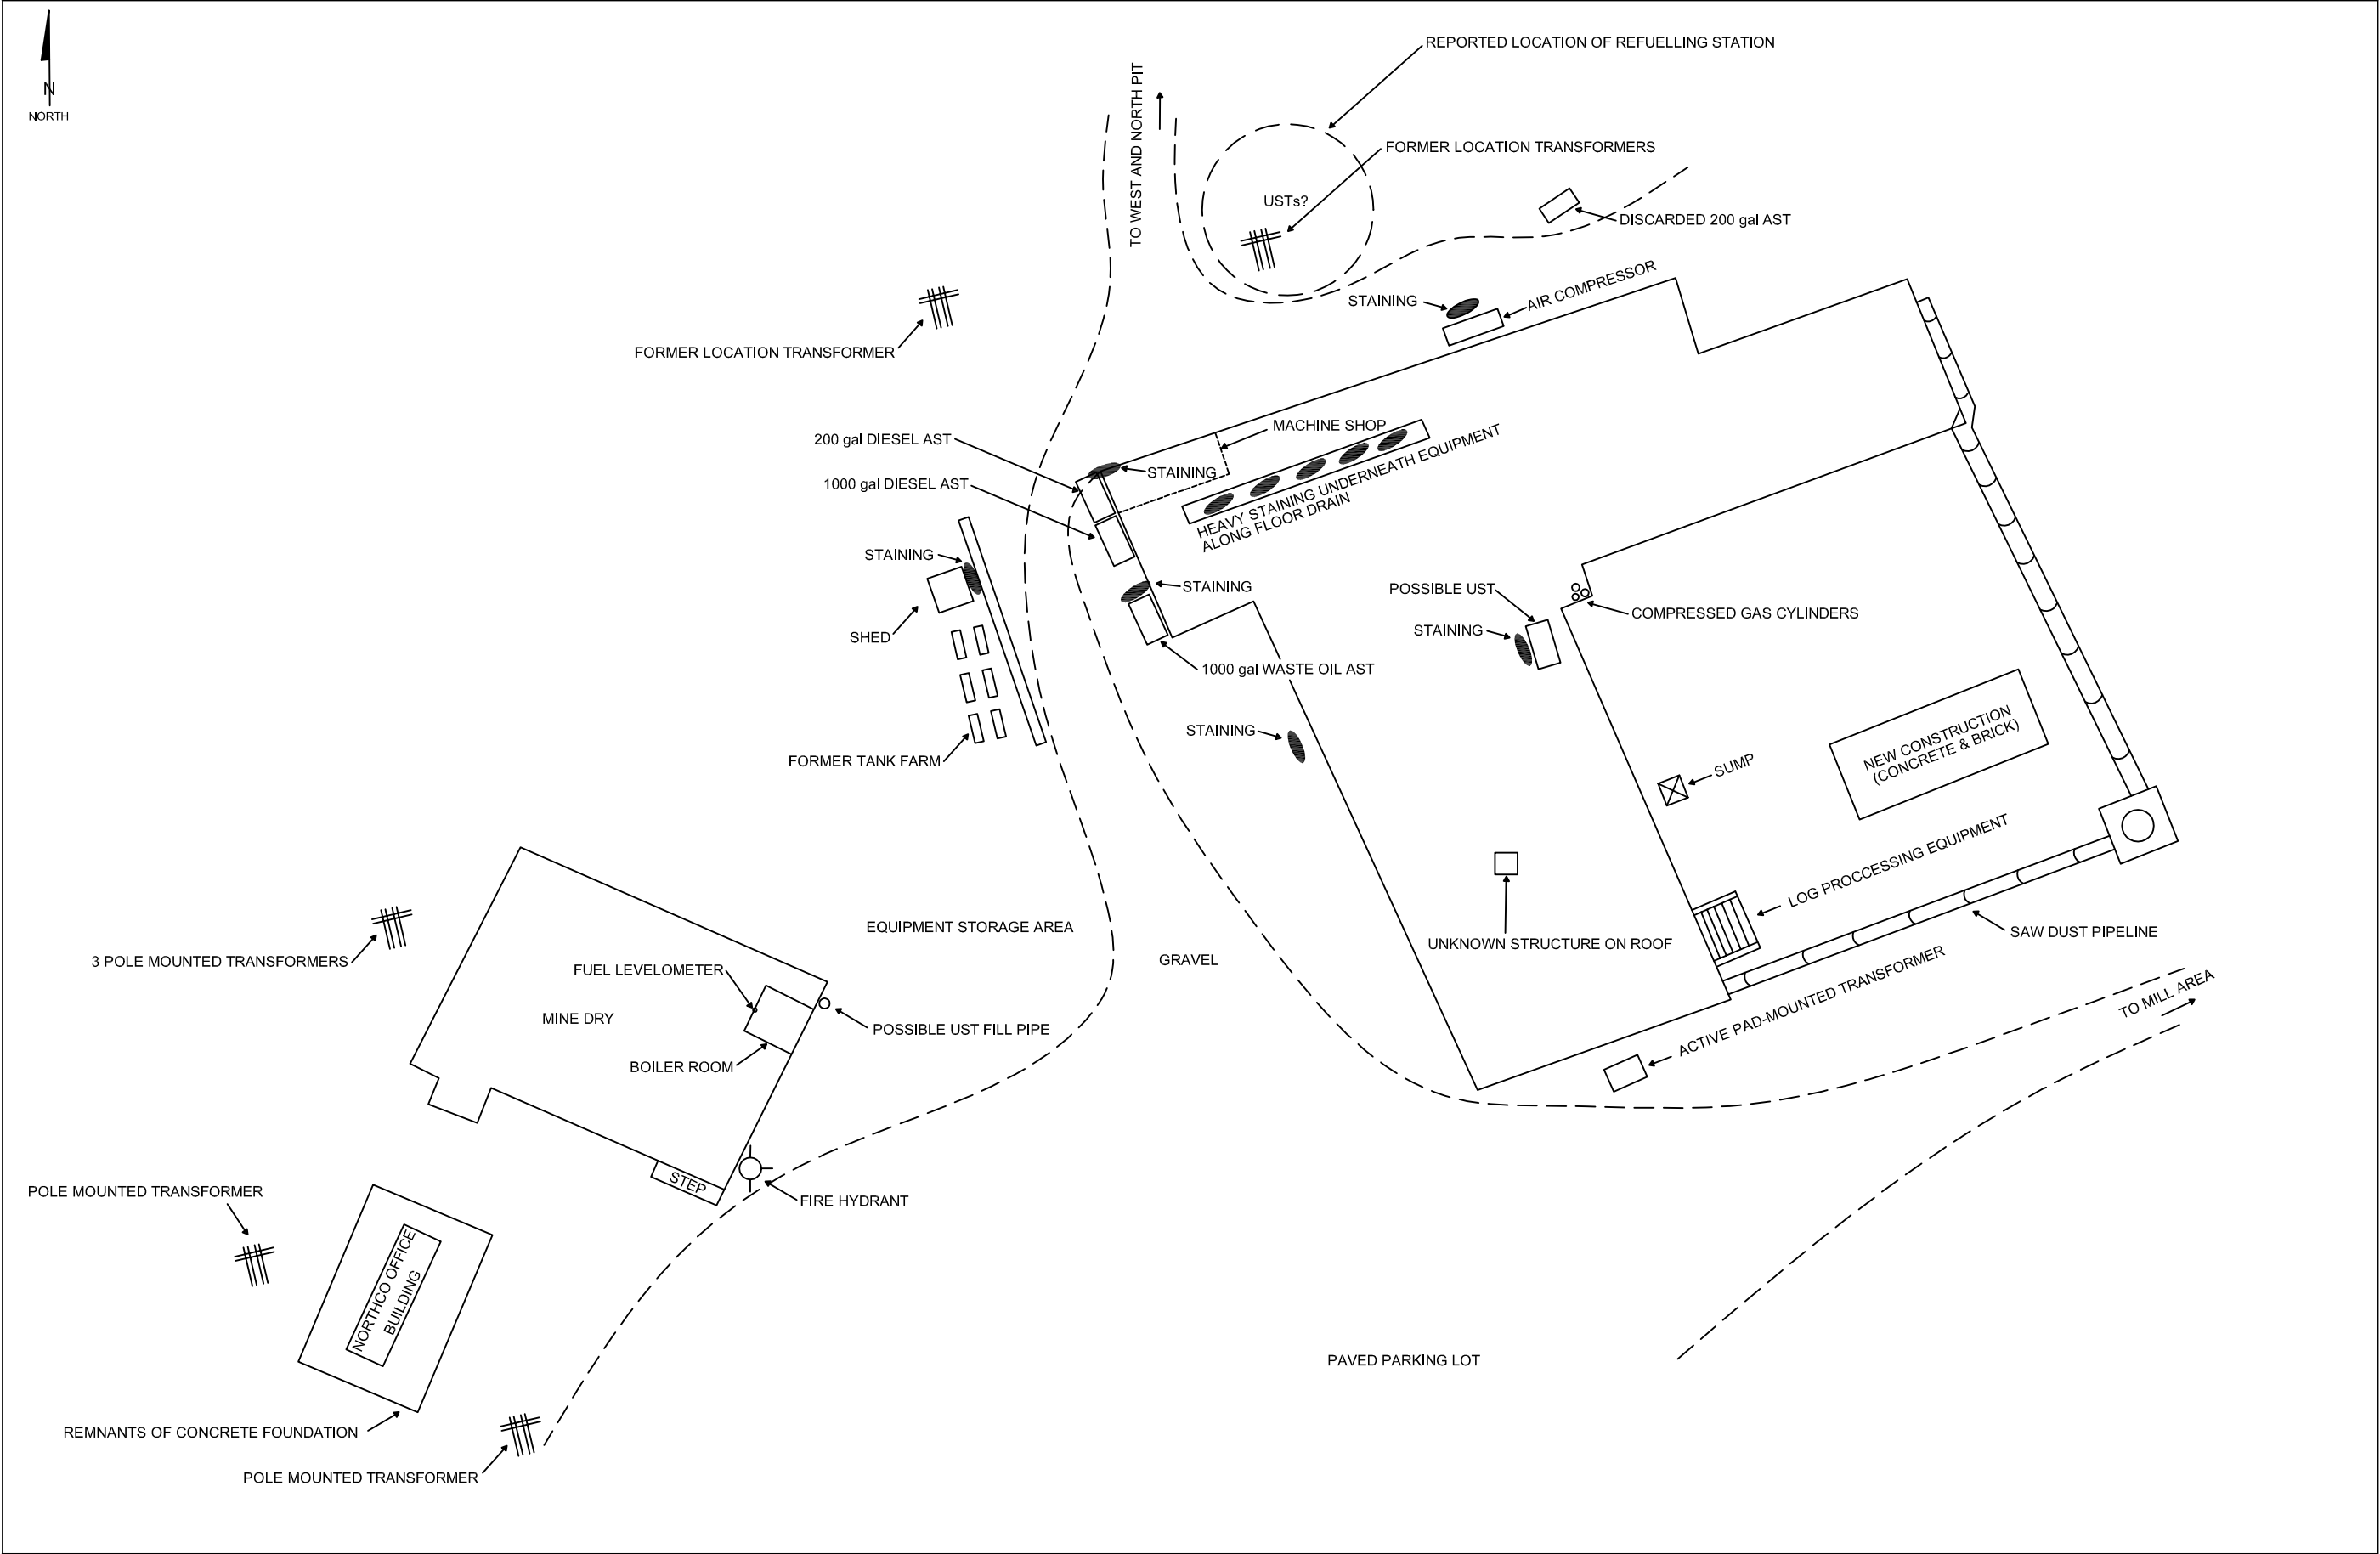 REPORTED LOCATION OF REFUELLING STATION
N
NORTH
TO WEST AND NORTH PIT
FORMER LOCATION TRANSFORMERS
USTs?
DISCARDED 200 gal AST
AIR COMPRESSOR
STAINING
FORMER LOCATION TRANSFORMER
MACHINE SHOP
200 gal DIESEL AST
STAINING
1000 gal DIESEL AST
HEAVY STAINING UNDERNEATH EQUIPMENT
ALONG FLOOR DRAIN
STAINING
STAINING
POSSIBLE UST
COMPRESSED GAS CYLINDERS
SHED
STAINING
1000 gal WASTE OIL AST
STAINING
NEW CONSTRUCTION
(CONCRETE & BRICK)
FORMER TANK FARM
SUMP
LOG PROCCESSING EQUIPMENT
EQUIPMENT STORAGE AREA
SAW DUST PIPELINE
UNKNOWN STRUCTURE ON ROOF
3 POLE MOUNTED TRANSFORMERS
GRAVEL
FUEL LEVELOMETER
ACTIVE PAD-MOUNTED TRANSFORMER
TO MILL AREA
MINE DRY
POSSIBLE UST FILL PIPE
BOILER ROOM
STEP
POLE MOUNTED TRANSFORMER
FIRE HYDRANT
NORTHCO OFFICE
BUILDING
PAVED PARKING LOT
REMNANTS OF CONCRETE FOUNDATION
POLE MOUNTED TRANSFORMER